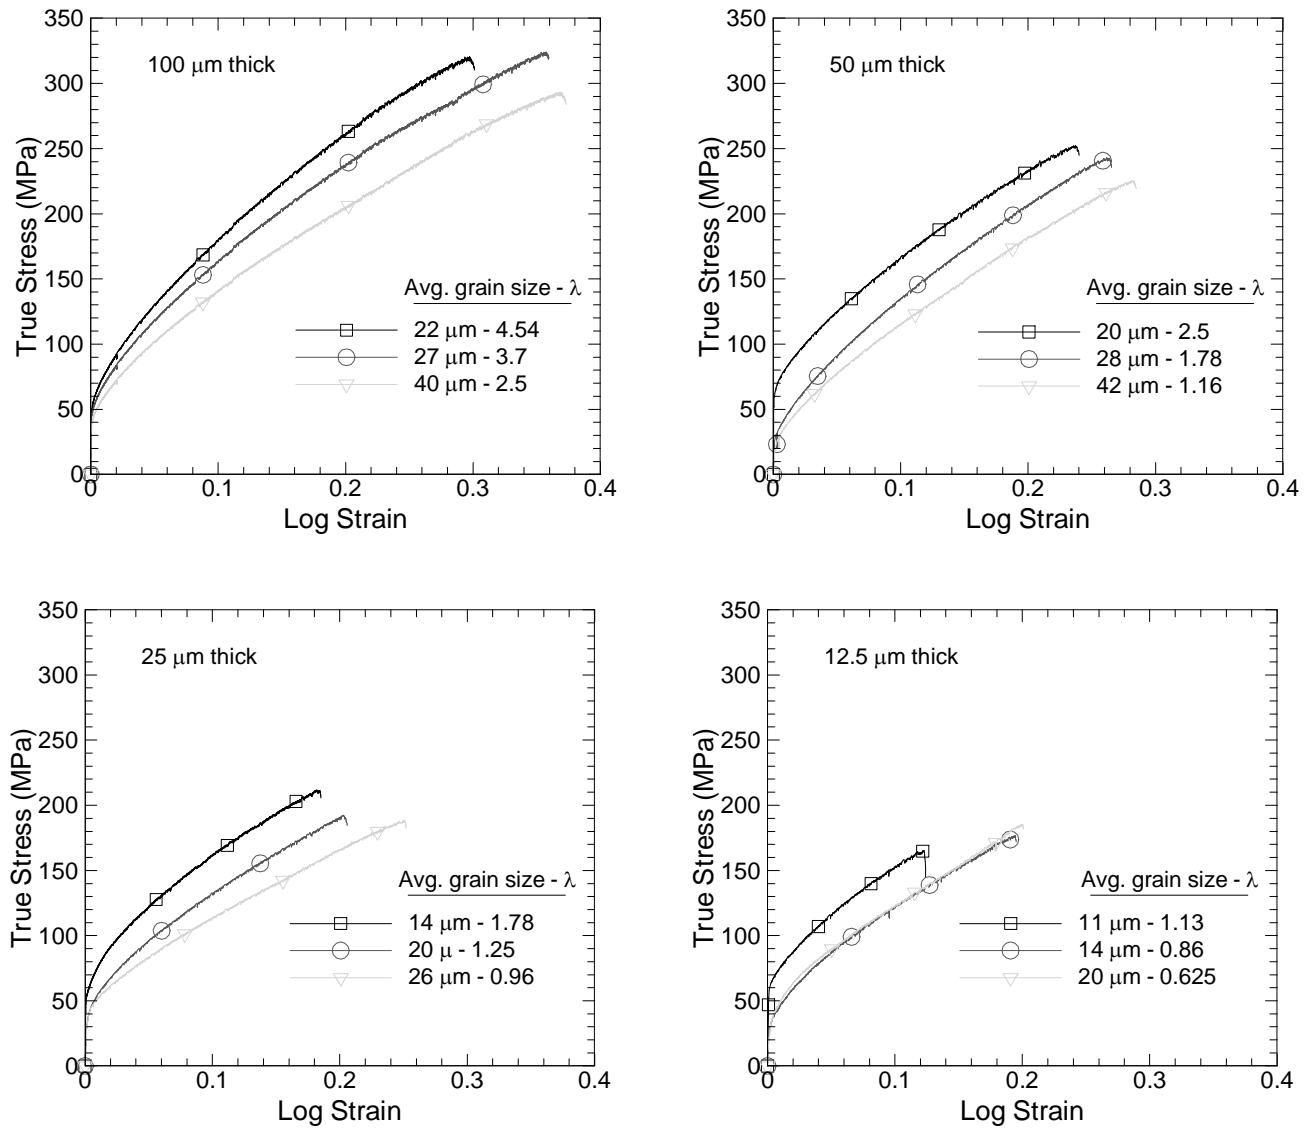 350
300
250
200
150
100
50
0
True Stress (MPa)
100 μm thick
Avg. grain size - λ
22 μm - 4.54
27 μm - 3.7
40 μm - 2.5
0 0.1 0.2 0.3 0.4
Log Strain
350
300
250
200
150
100
50
0
True Stress (MPa)
50 μm thick
Avg. grain size - λ
20 μm - 2.5
28 μm - 1.78
42 μm - 1.16
0 0.1 0.2 0.3 0.4
Log Strain
350
300
250
200
150
100
50
0
True Stress (MPa)
25 μm thick
Avg. grain size - λ
14 μm - 1.78
20 μ - 1.25
26 μm - 0.96
0 0.1 0.2 0.3 0.4
Log Strain
350
300
250
200
150
100
50
0
True Stress (MPa)
12.5 μm thick
Avg. grain size - λ
11 μm - 1.13
14 μm - 0.86
20 μm - 0.625
0 0.1 0.2 0.3 0.4
Log Strain